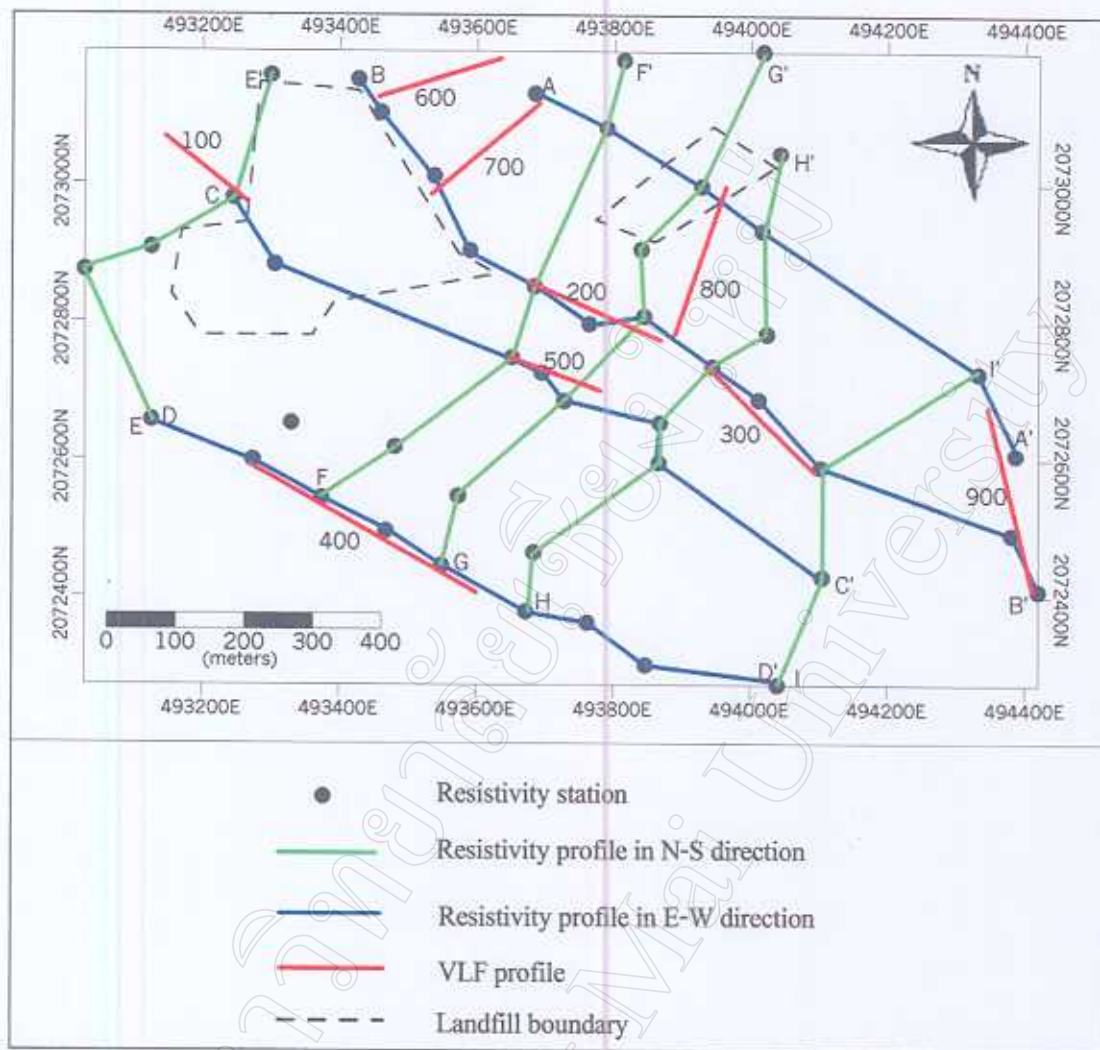 493200E 493400E 493600E 493800E 494000E 494200E 494400E
E' B F' G' N
600 A
100 700
H'
2073000N C 2073000N
200 800
2072800N 2072800N
500 I'
E D 300 A'
2072600N 2072600N
F 900
400 G
C'
2072400N H B' 2072400N
0 100 200 300 400
(meters)
D' I
493200E 493400E 493600E 493800E 494000E 494200E 494400E
Resistivity station
Resistivity profile in N-S direction
Resistivity profile in E-W direction
VLF profile
Landfill boundary
Mai University